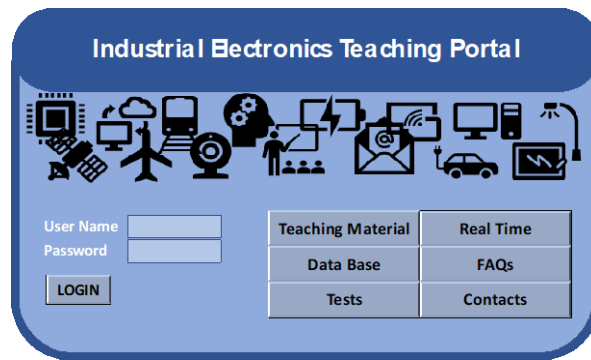 Industrial Electronics Teaching Portal
@
User Name
Password
LOGIN
Teaching Material Real Time
Data Base FAQs
Tests Contacts